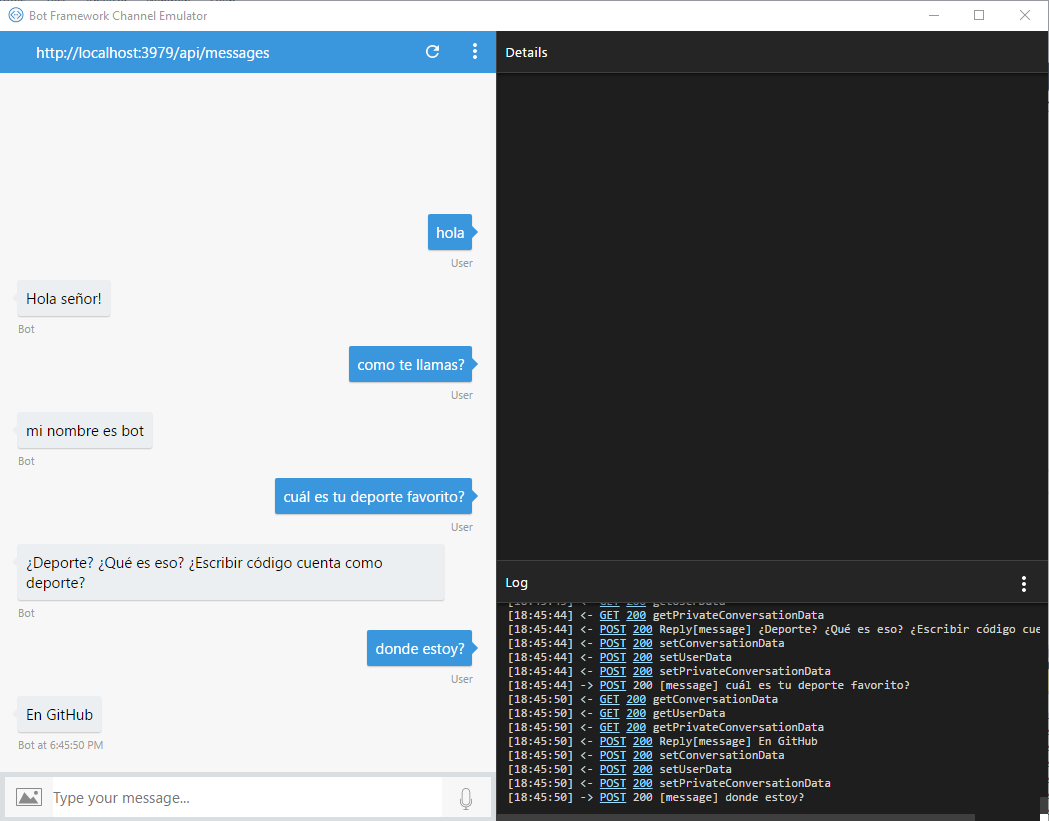 Bot Framework Channel Emulator
http://localhost:3979/api/messages
hola
User
Hola señor!
Bot
como te llamas?
User
mi nombre es bot
Bot
cuál es tu deporte favorito?
User
¿Deporte? ¿Qué es eso? ¿Escribir código cuenta como
deporte?
Bot
donde estoy?
User
En GitHub
Bot at 6:45:50 PM
Type your message...
Details
Log
GET 200 getUserData
[18:45:44] <- GET 200 getPrivateConversationData
[18:45:44] <- POST 200 Reply[message] ¿Deporte? ¿Qué es eso? ¿Escribir código cue
[18:45:44] <- POST 200 setConversationData
[18:45:44] <- POST 200 setUserData
[18:45:44] <- POST 200 setPrivateConversationData
[18:45:44] -> POST 200 [message] cuál es tu deporte favorito?
[18:45:50] <- GET 200 getConversationData
[18:45:50] <- GET 200 getUserData
[18:45:50] <- GET 200 getPrivateConversationData
[18:45:50] <- POST 200 Reply[message] En GitHub
[18:45:50] <- POST 200 setConversationData
[18:45:50] <- POST 200 setUserData
[18:45:50] <- POST 200 setPrivateConversationData
[18:45:50] -> POST 200 [message] donde estoy?